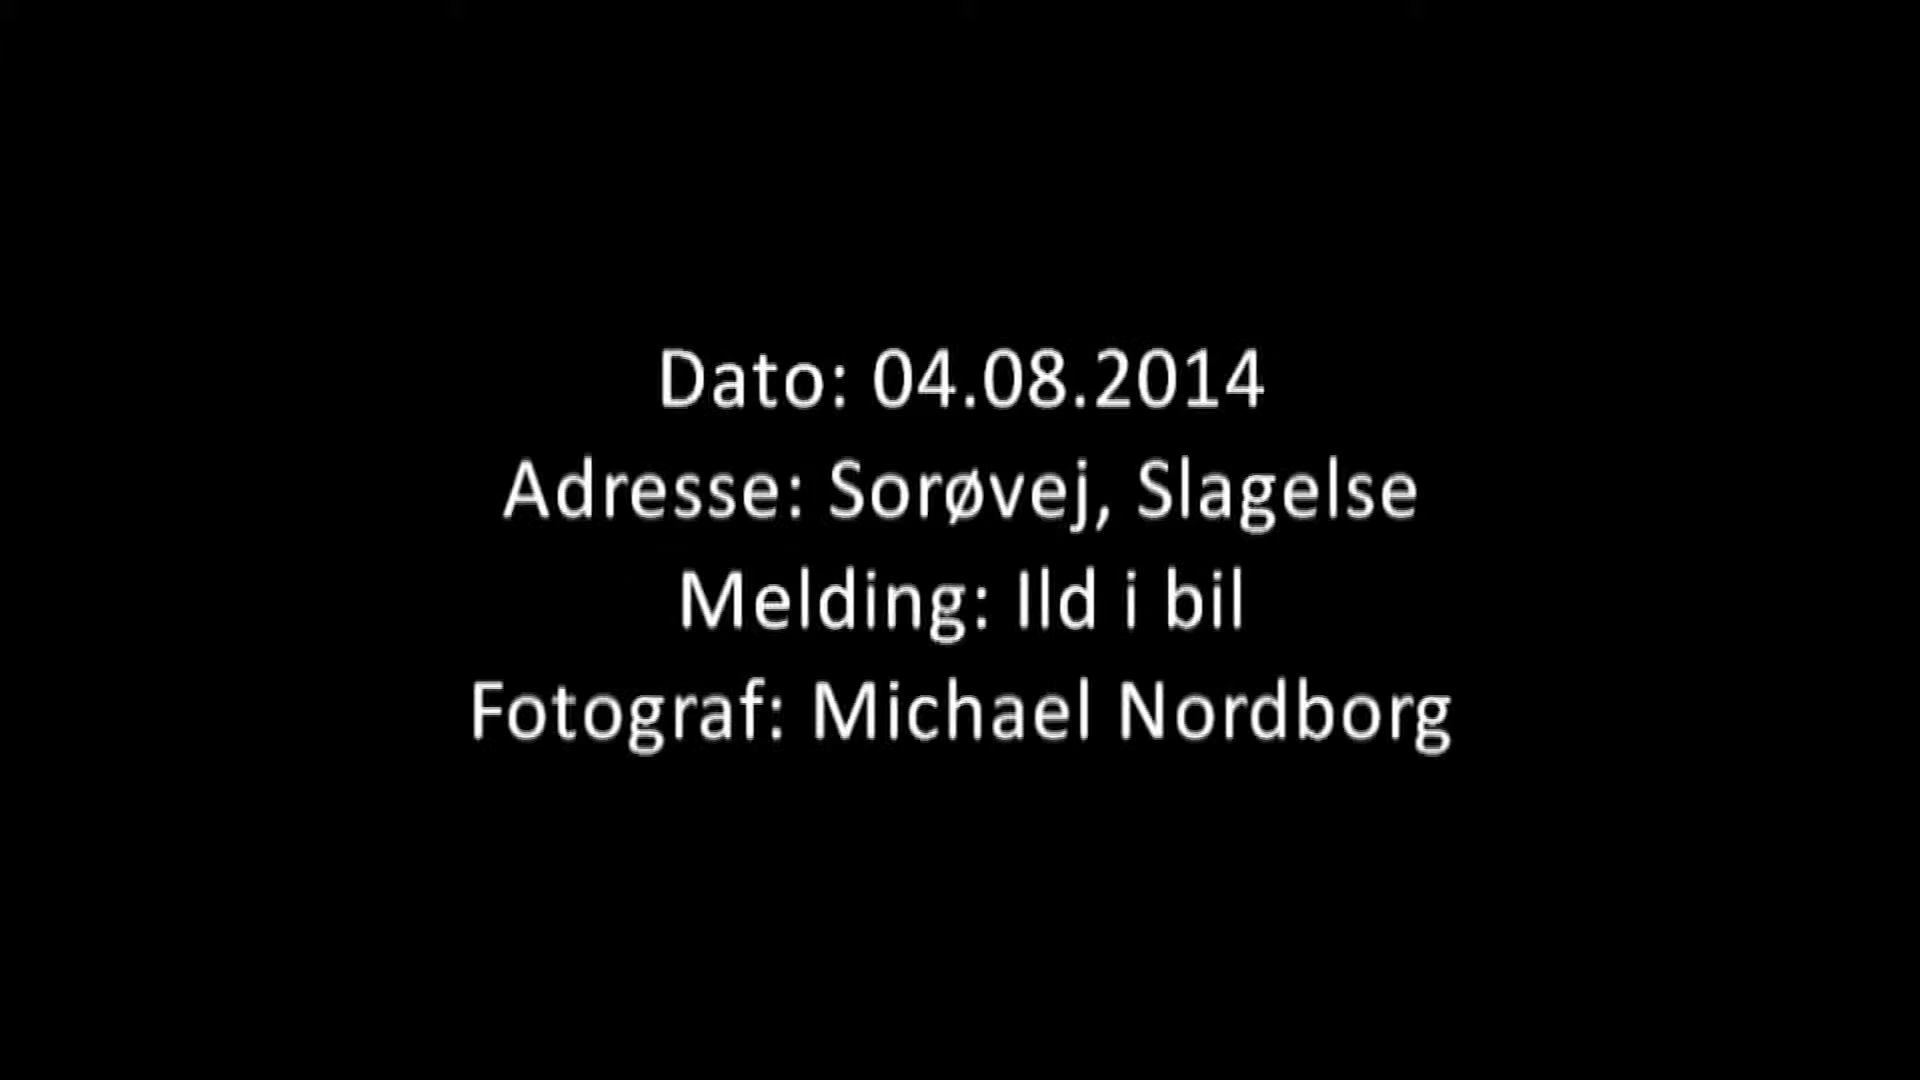 Dato: 04.08.2014
Adresse: Sorøvej, Slagelse
Melding: Ild i bil
Fotograf: Michael Nordborg